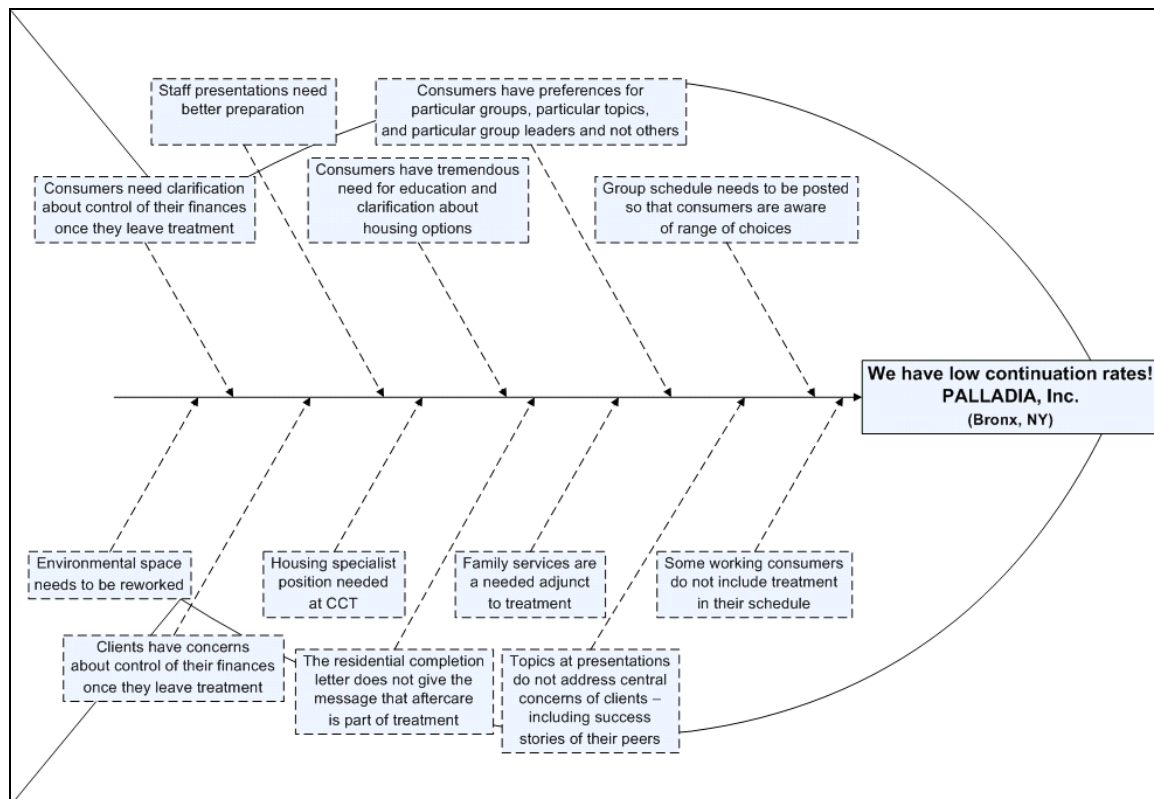 Staff presentations need
better preparation
Consumers have preferences for
particular groups, particular topics,
and particular group leaders and not others
Consumers need clarification
about control of their finances
once they leave treatment
Consumers have tremendous
need for education and
clarification about
housing options
Group schedule needs to be posted
so that consumers are aware
of range of choices
We have low continuation rates!
PALLADIA, Inc.
(Bronx, NY)
Environmental space
needs to be reworked
Housing specialist
position needed
at CCT
Family services are
a needed adjunct
to treatment
Some working consumers
do not include treatment
in their schedule
Clients have concerns
about control of their finances
once they leave treatment
The residential completion
letter does not give the
message that aftercare
is part of treatment
Topics at presentations
do not address central
concerns of clients –
including success
stories of their peers